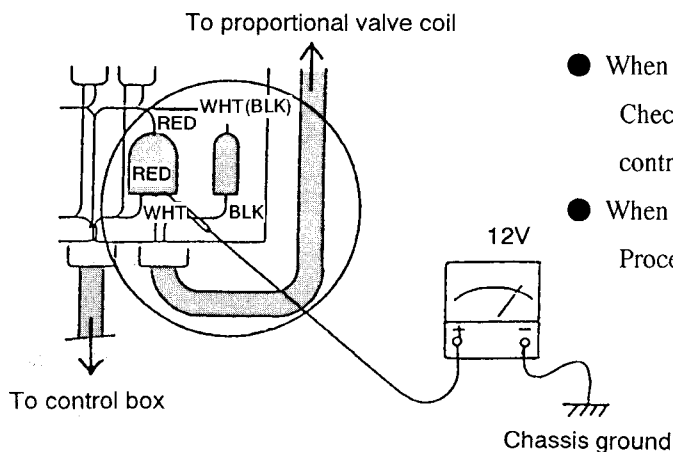 To proportional valve coil
WHT(BLK)
RED
RED
WHT
BLK
To control box
12V
+
−
Chassis ground
● When
Chec
contro
● When
Proce